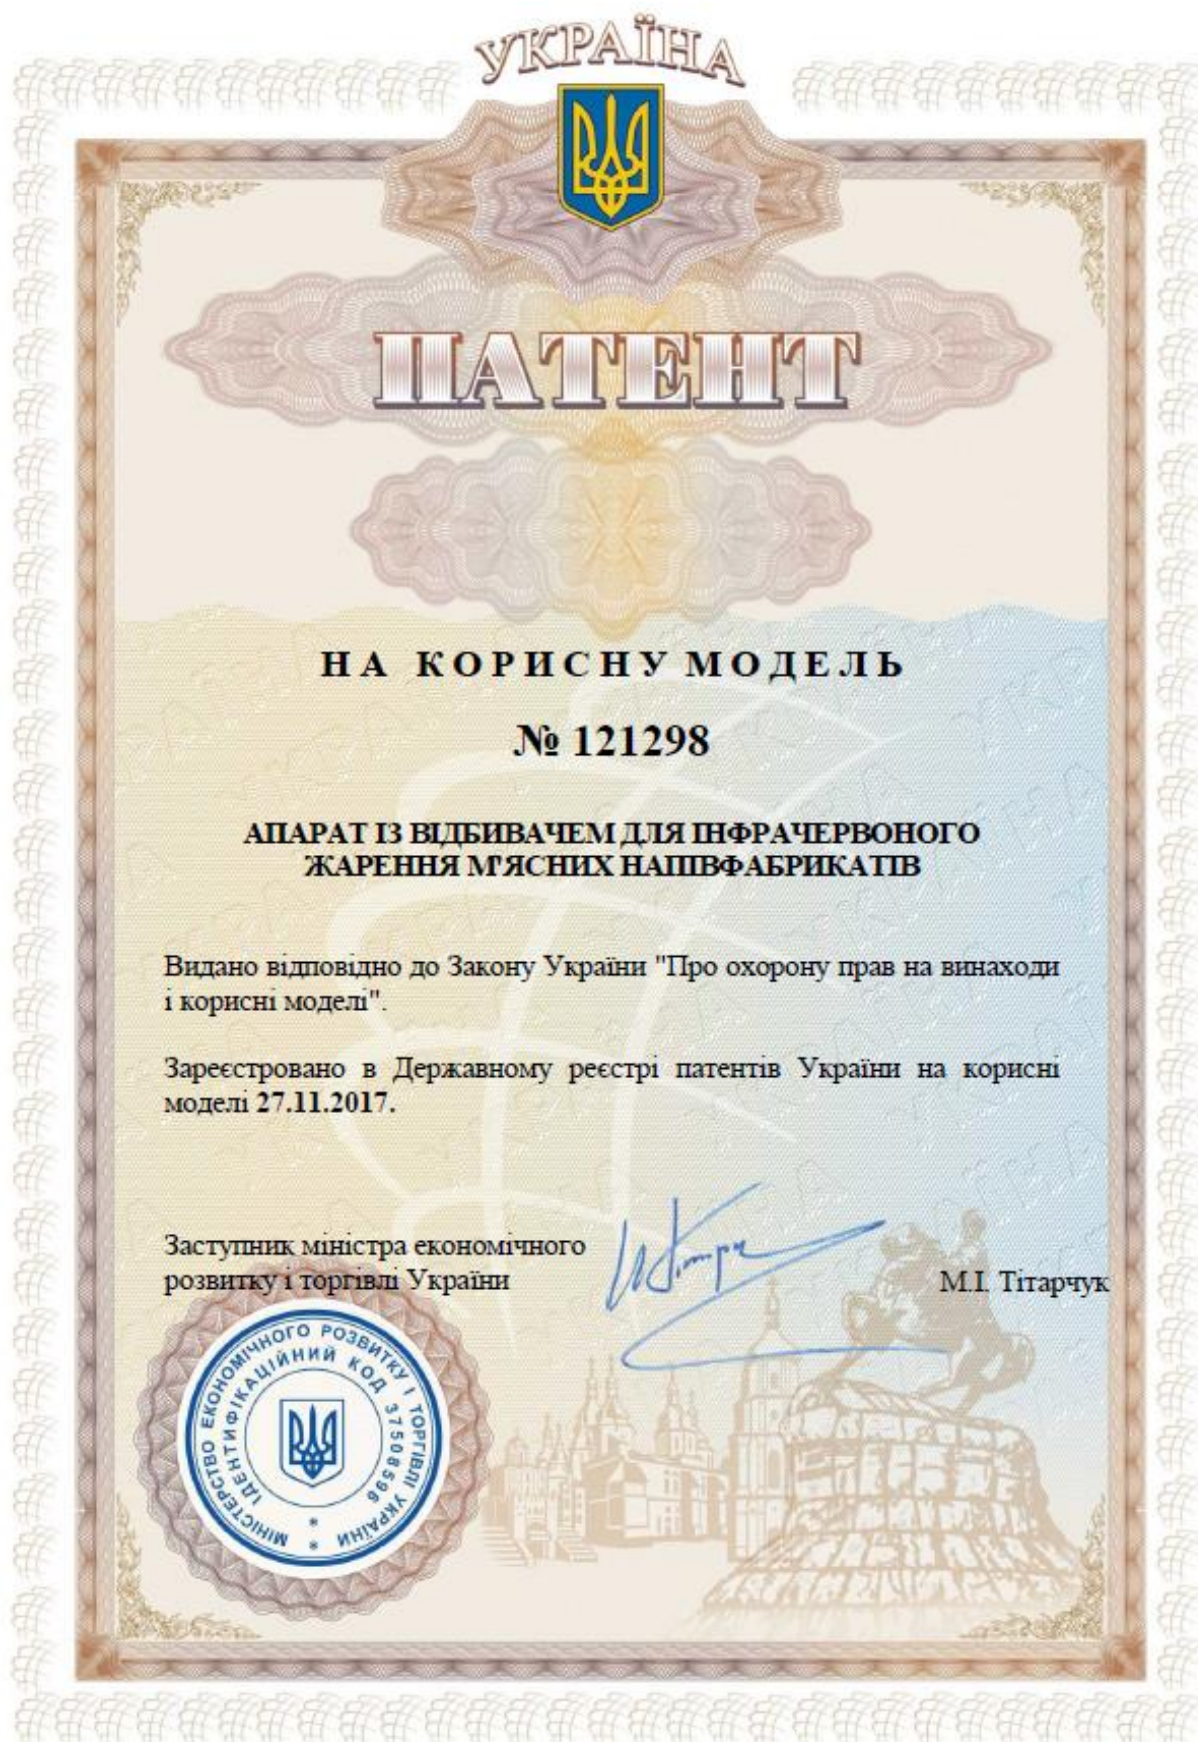 УКРАЇНА
ПАТЕНТ
НА КОРИСНУ МОДЕЛЬ
№ 121298
АПАРАТ ІЗ ВІДБИВАЧЕМ ДЛЯ ІНФРАЧЕРВОНОГО
ЖАРЕННЯ М'ЯСНИХ НАПІВФАБРИКАТІВ
Видано відповідно до Закону України "Про охорону прав на винаходи
і корисні моделі".
Зареєстровано в Державному реєстрі патентів України на корисні
моделі 27.11.2017.
Заступник міністра економічного
розвитку і торгівлі України
М.І. Тітарчук
МІНІСТЕРСТВО ЕКОНОМІЧНОГО РОЗВИТКУ І ТОРГІВЛІ УКРАЇНИ *
ІДЕНТИФІКАЦІЙНИЙ КОД 37508596 *